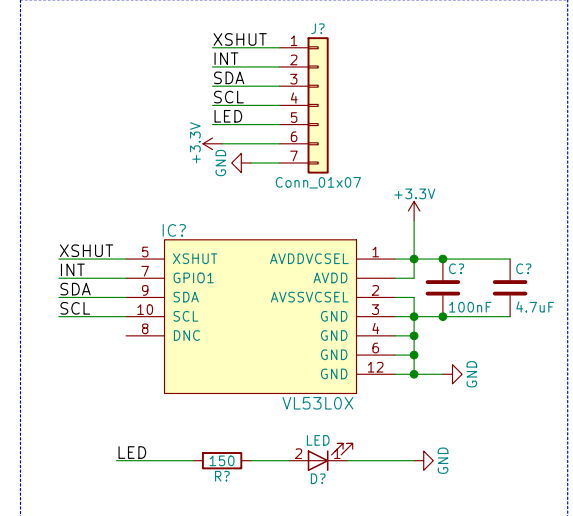 J?
XSHUT 1
INT 2
SDA 3
SCL 4
LED 5
+3.3V 6
GND 7
Conn_01x07
+3.3V
IC?
XSHUT 5 XSHUT AVDDVCSEL 1
INT 7 GPIO1 AVDD
SDA 9 SDA AVSSVCSEL 2
SCL 10 SCL GND 3
8 DNC GND 4
GND 6
GND 12
GND
C?
100nF
C?
4.7uF
VL53L0X
LED 150 R?
LED
2 1
D?
GND